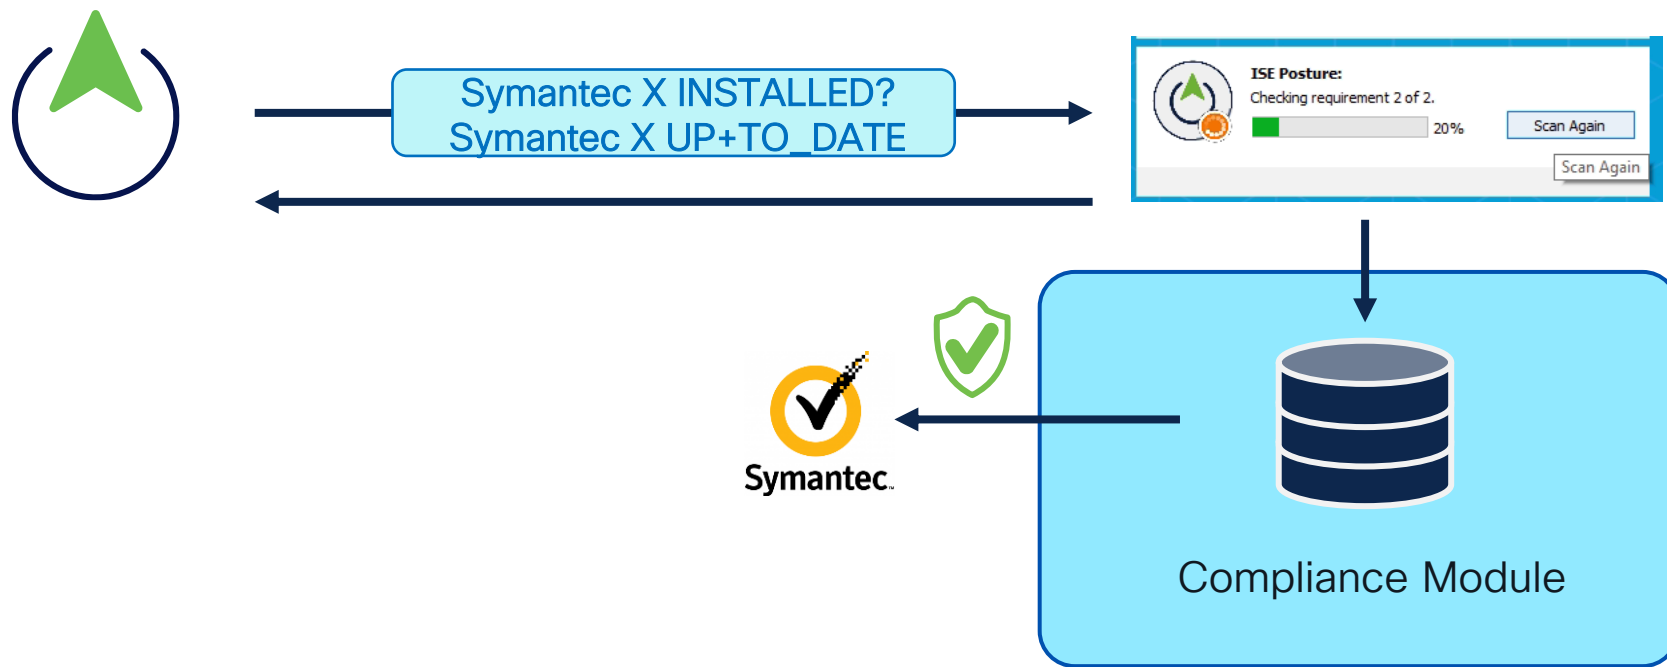 Symantec X INSTALLED?
Symantec X UP+TO_DATE
ISE Posture:
Checking requirement 2 of 2.
20%
Scan Again
Scan Again
Symantec™
Compliance Module